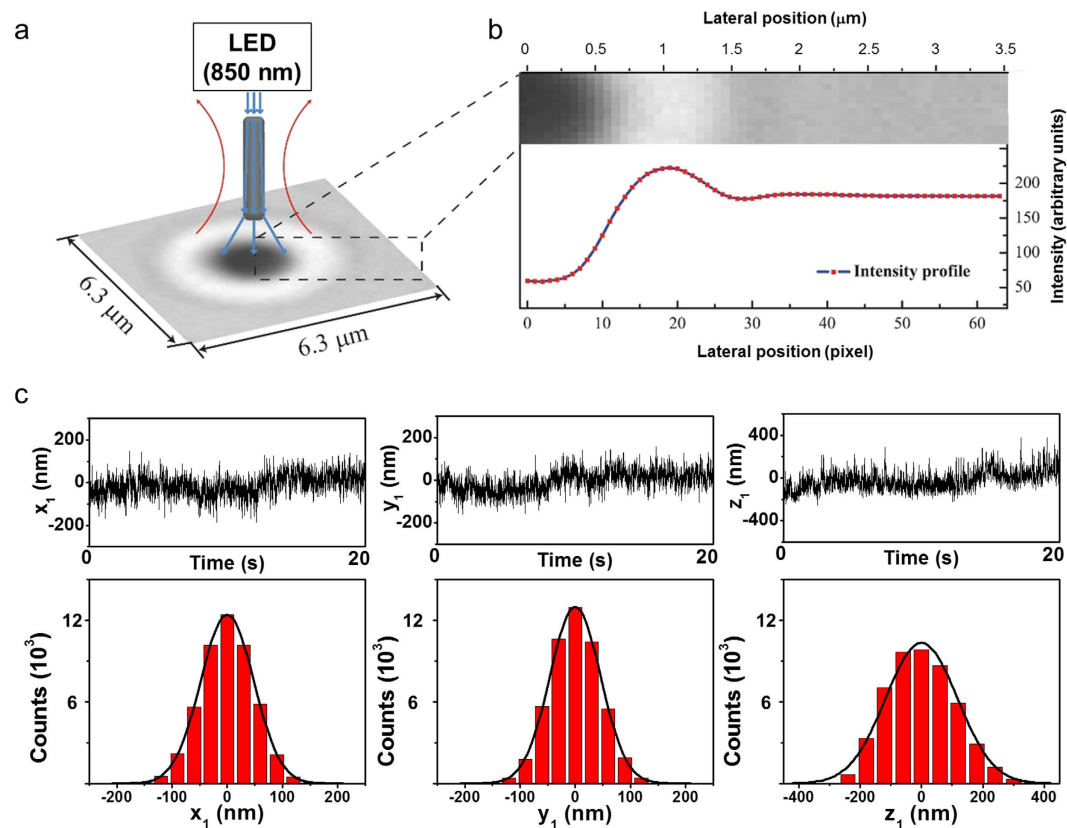 a
LED
(850 nm)
6.3 μm
6.3 μm
b
Lateral position (μm)
0 0.5 1 1.5 2 2.5 3 3.5
200
150
100
50
Intensity (arbitrary units)
Intensity profile
0 10 20 30 40 50 60
Lateral position (pixel)
c
x1 (nm)
200
0
-200
0 Time (s) 20
y1 (nm)
200
0
-200
0 Time (s) 20
z1 (nm)
400
0
-400
0 Time (s) 20
Counts (10³)
12
6
-200 -100 0 100 200
x1 (nm)
Counts (10³)
12
6
-200 -100 0 100 200
y1 (nm)
Counts (10³)
12
6
-400 -200 0 200 400
z1 (nm)